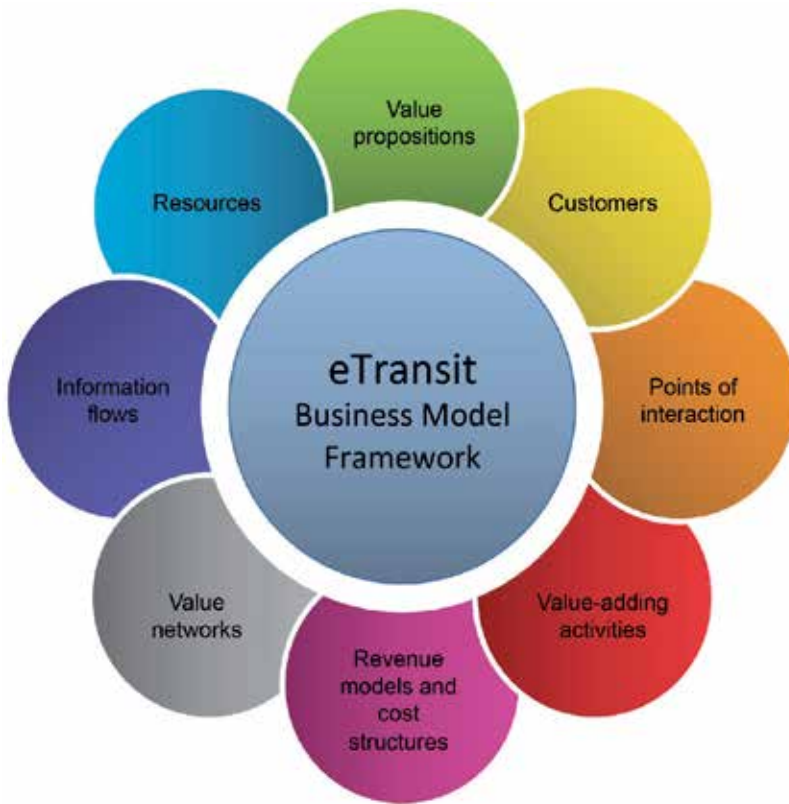 Value
propositions
Customers
Points of
interaction
Value-adding
activities
Revenue
models and
cost
structures
Value
networks
Information
flows
Resources
eTransit
Business Model
Framework